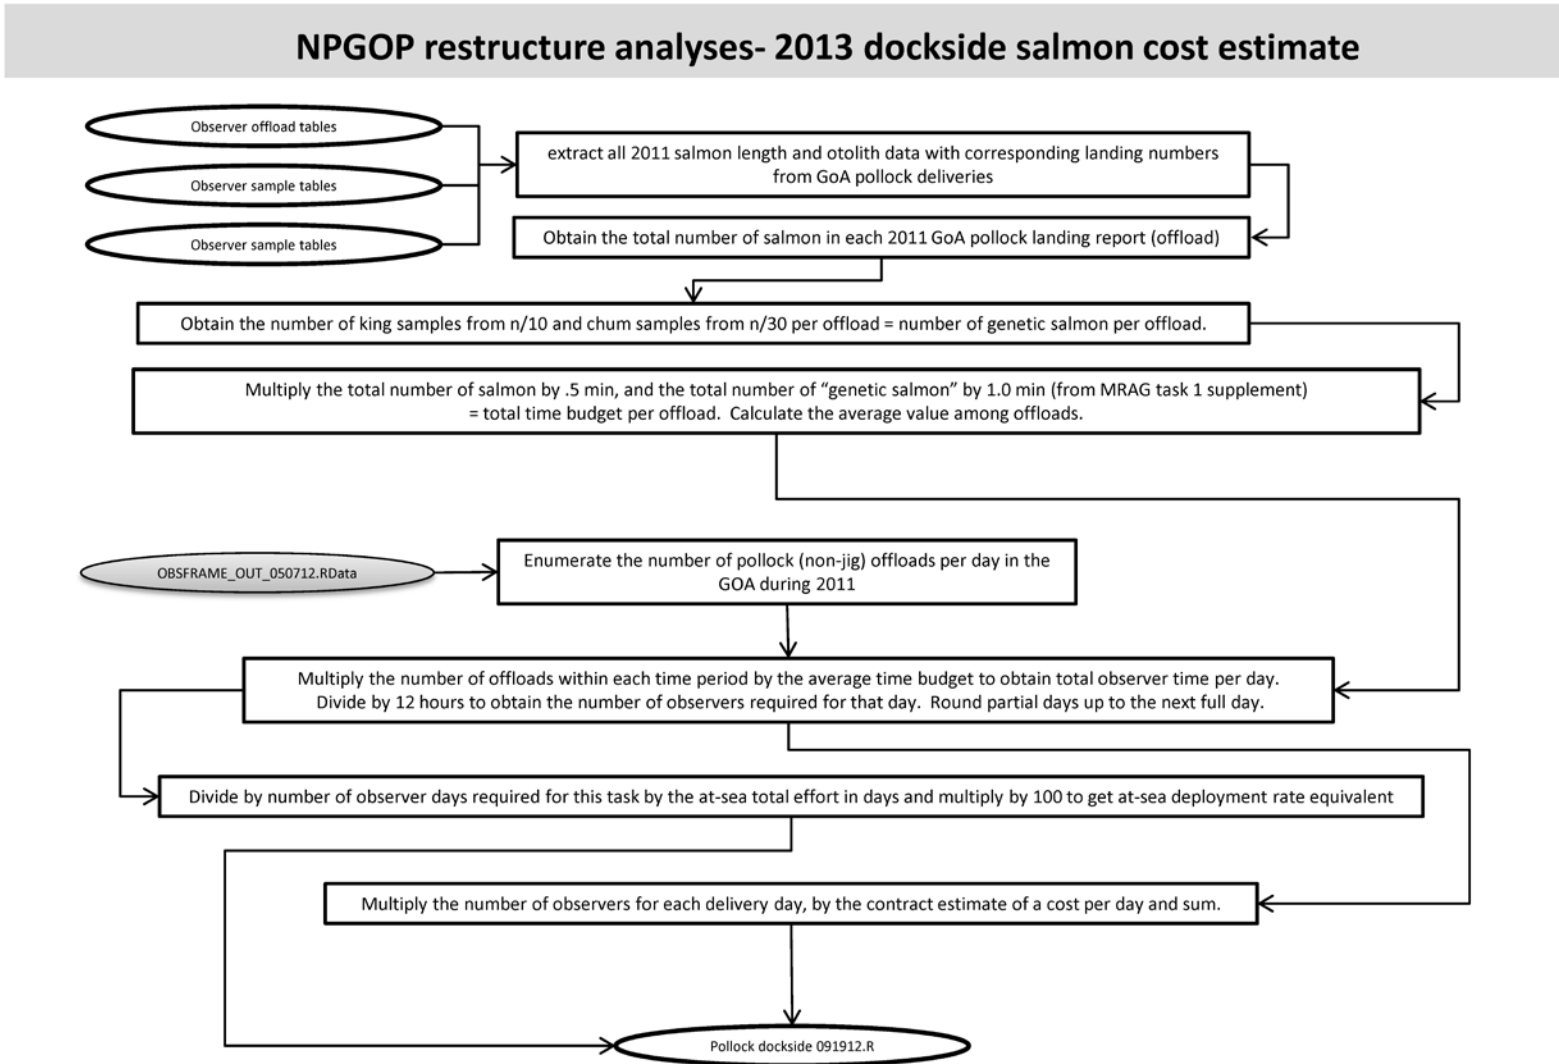 NPGOP restructure analyses- 2013 dockside salmon cost estimate
Observer offload tables
Observer sample tables
Observer sample tables
extract all 2011 salmon length and otolith data with corresponding landing numbers
from GoA pollock deliveries
Obtain the total number of salmon in each 2011 GoA pollock landing report (offload)
Obtain the number of king samples from n/10 and chum samples from n/30 per offload = number of genetic salmon per offload.
Multiply the total number of salmon by .5 min, and the total number of “genetic salmon” by 1.0 min (from MRAG task 1 supplement)
= total time budget per offload.  Calculate the average value among offloads.
OBSFRAME_OUT_050712.RData
Enumerate the number of pollock (non-jig) offloads per day in the
GOA during 2011
Multiply the number of offloads within each time period by the average time budget to obtain total observer time per day.
Divide by 12 hours to obtain the number of observers required for that day.  Round partial days up to the next full day.
Divide by number of observer days required for this task by the at-sea total effort in days and multiply by 100 to get at-sea deployment rate equivalent
Multiply the number of observers for each delivery day, by the contract estimate of a cost per day and sum.
Pollock dockside 091912.R